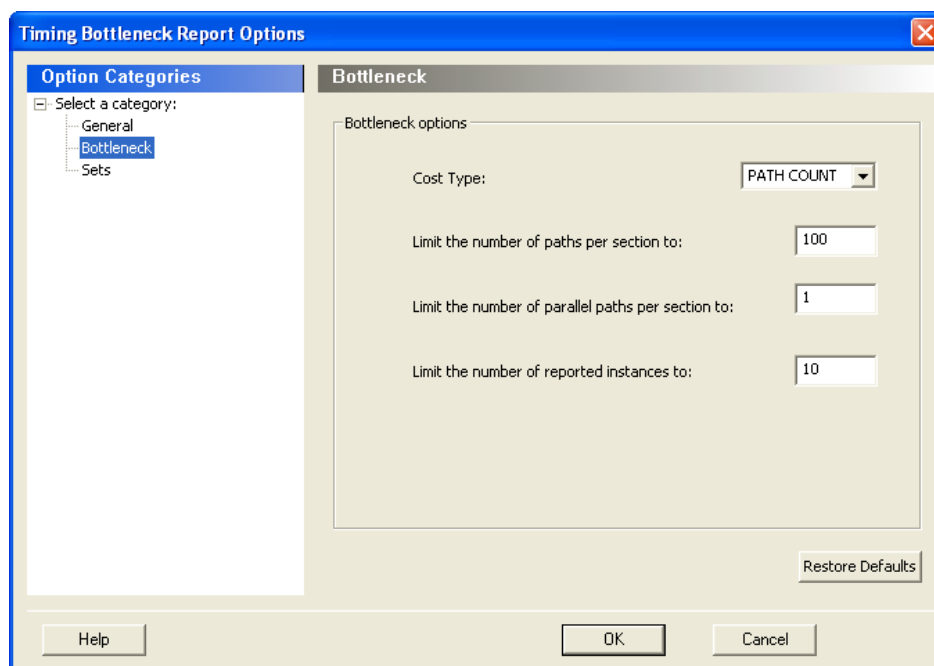 Timing Bottleneck Report Options
Option Categories
Select a category:
General
Bottleneck
Sets
Bottleneck
Bottleneck options
Cost Type: PATH COUNT
Limit the number of paths per section to: 100
Limit the number of parallel paths per section to: 1
Limit the number of reported instances to: 10
Restore Defaults
Help OK Cancel